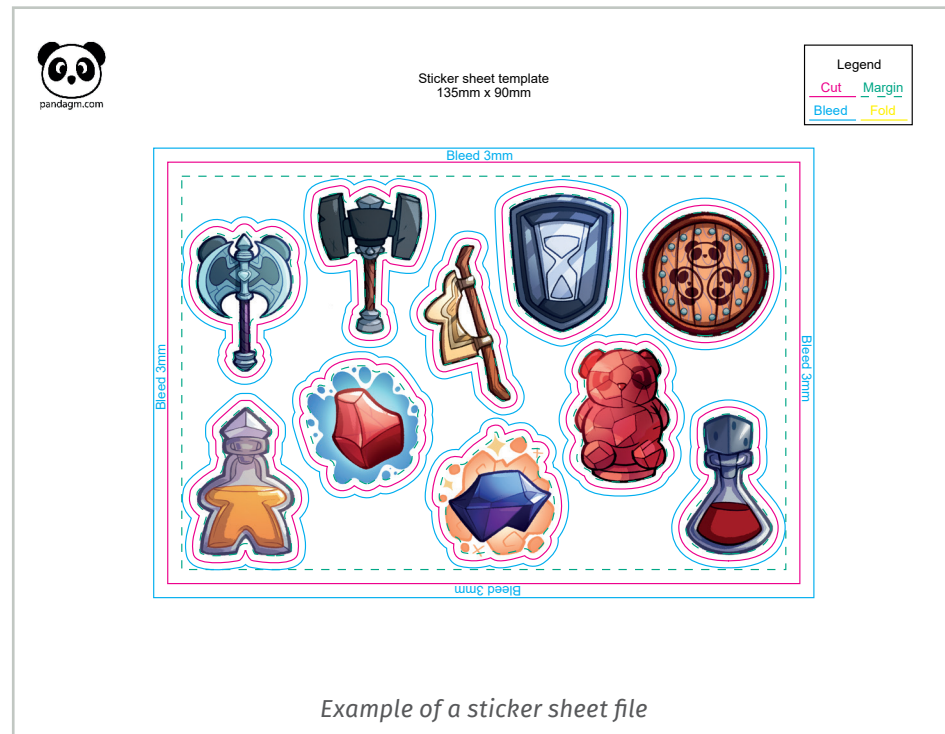 pandagm.com
Sticker sheet template
135mm x 90mm
Legend
Cut Margin
Bleed Fold
Bleed 3mm
Bleed 3mm
Bleed 3mm
Bleed 3mm
Example of a sticker sheet file